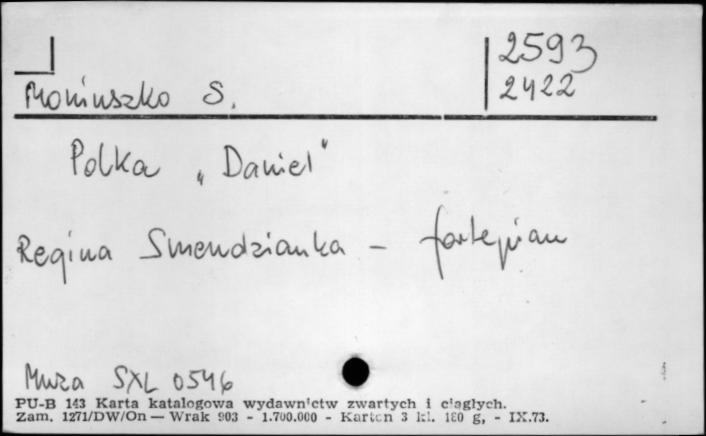 2593
2422
Moniuszko S.
Polka „Daniel"
Regina Smendzianka – fortepian
Muza SXL 0546
PU-B 143 Karta katalogowa wydawnictw zwartych i ciągłych.
Zam. 1271/DW/On — Wrak 903 - 1.700.000 - Karton 3 kl. 180 g, - IX.73.